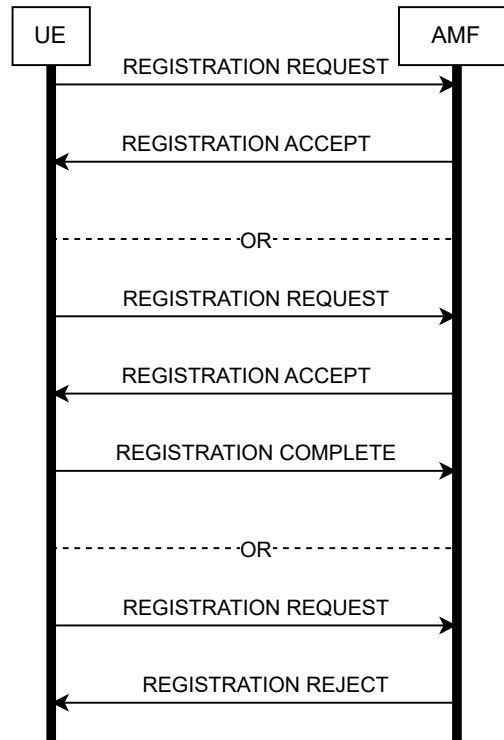 UE
AMF
REGISTRATION REQUEST
REGISTRATION ACCEPT
OR
REGISTRATION REQUEST
REGISTRATION ACCEPT
REGISTRATION COMPLETE
OR
REGISTRATION REQUEST
REGISTRATION REJECT